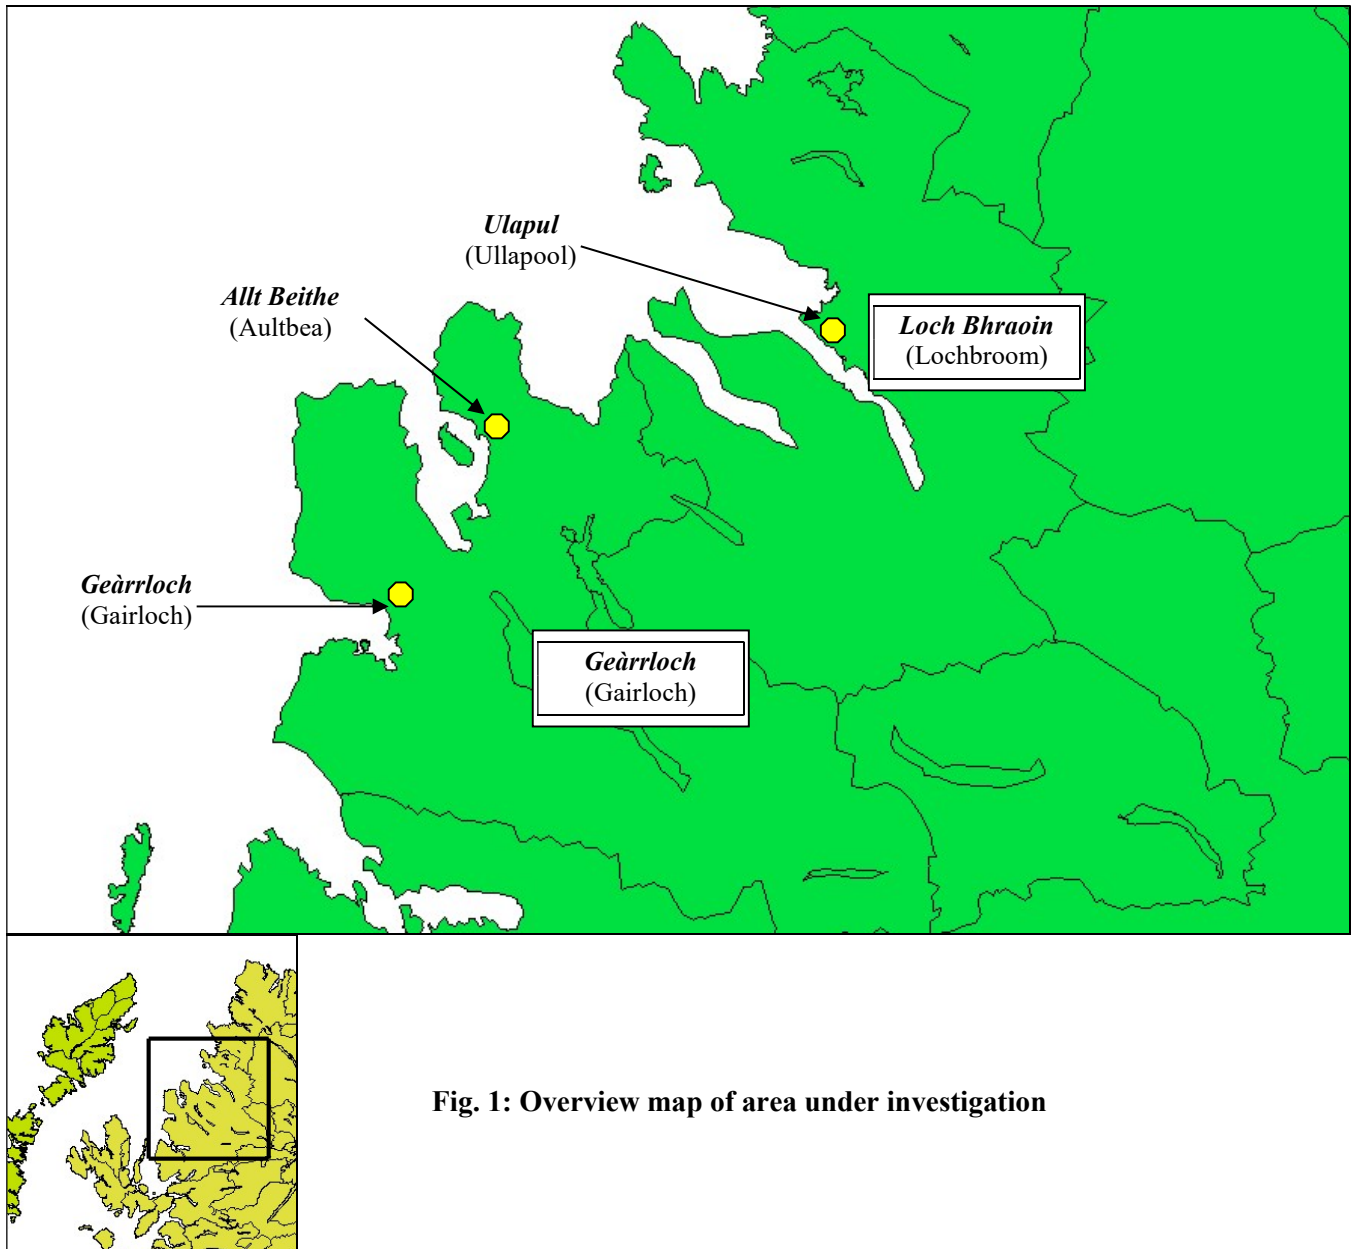 Ulapul
(Ullapool)
Allt Beithe
(Aultbea)
Loch Bhraoin
(Lochbroom)
Geàrrloch
(Gairloch)
Geàrrloch
(Gairloch)
Fig. 1: Overview map of area under investigation